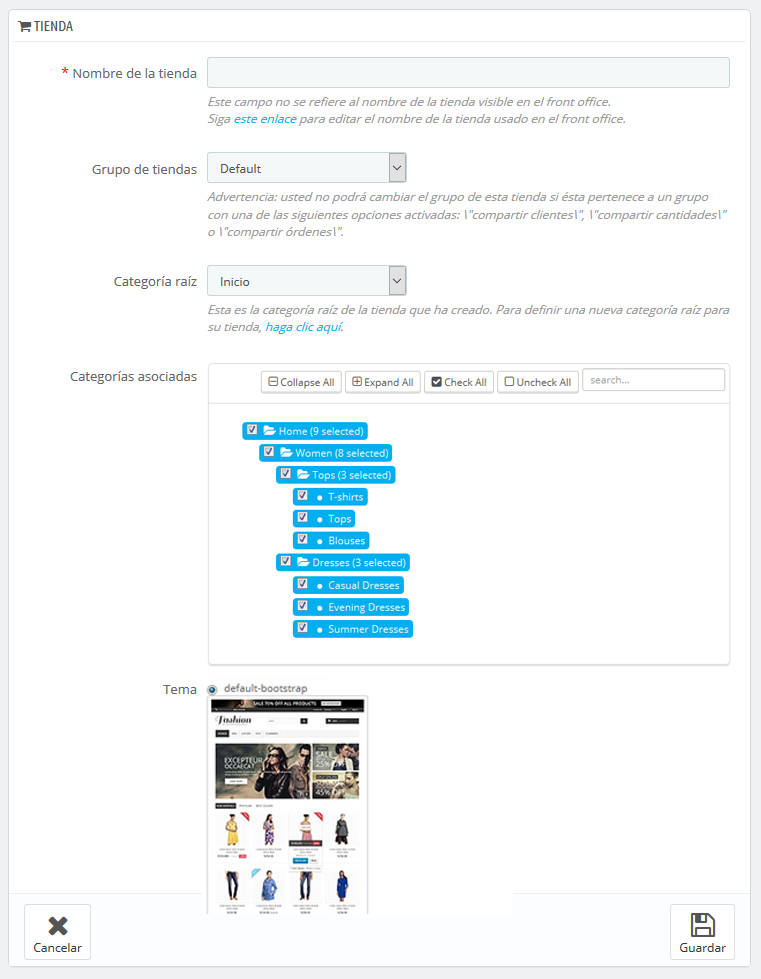 TIENDA
* Nombre de la tienda
Este campo no se refiere al nombre de la tienda visible en el front office.
Siga este enlace para editar el nombre de la tienda usado en el front office.
Grupo de tiendas
Default
Advertencia: usted no podrá cambiar el grupo de esta tienda si ésta pertenece a un grupo
con una de las siguientes opciones activadas: \"compartir clientes\", \"compartir cantidades\"
o \"compartir órdenes\".
Categoría raíz
Inicio
Esta es la categoría raíz de la tienda que ha creado. Para definir una nueva categoría raíz para
su tienda, haga clic aquí.
Categorías asociadas
Collapse All
Expand All
Check All
Uncheck All
search...
Home (9 selected)
Women (8 selected)
Tops (3 selected)
T-shirts
Tops
Blouses
Dresses (3 selected)
Casual Dresses
Evening Dresses
Summer Dresses
Tema
default-bootstrap
SALE 70% OFF ALL PRODUCTS
Fashion
EXCEPTEUR
OCCAECAT
SALE
25%
45% OFF
Cancelar
Guardar